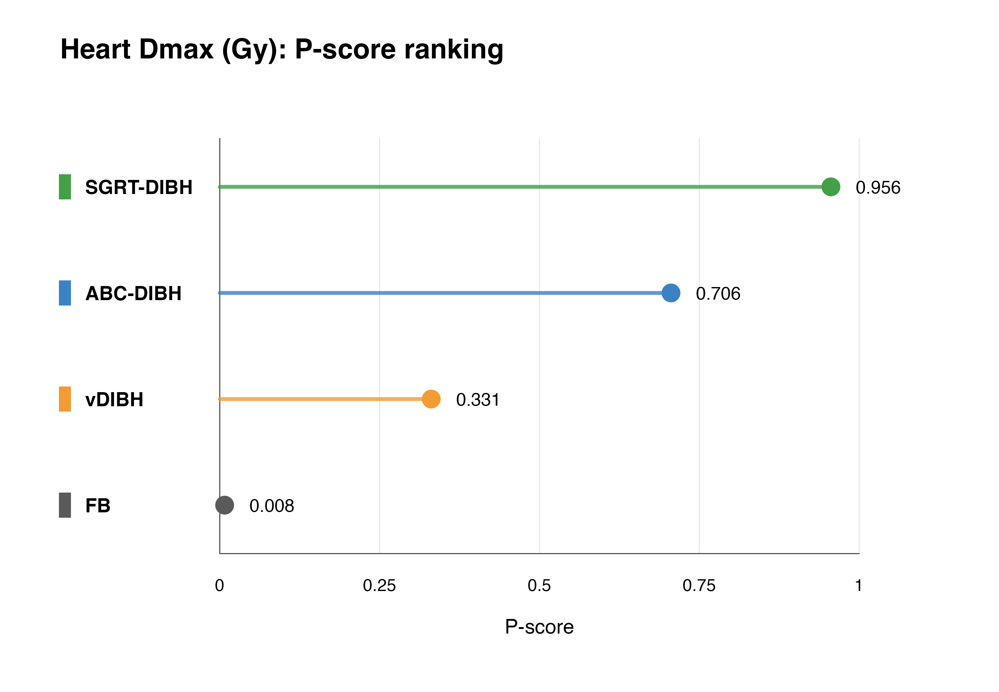 Heart Dmax (Gy): P-score ranking
SGRT-DIBH 0.956
ABC-DIBH 0.706
vDIBH 0.331
FB 0.008
0 0.25 0.5 0.75 1
P-score